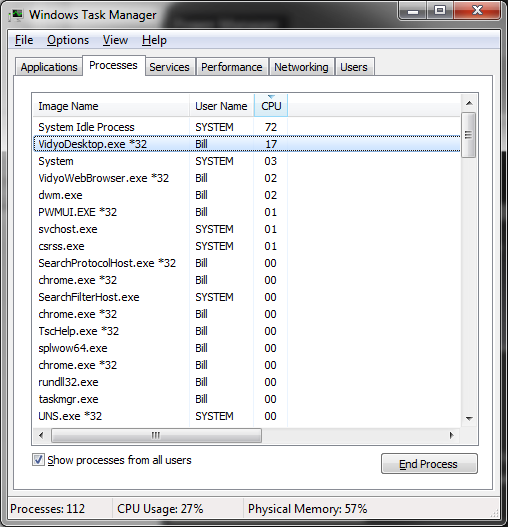 Windows Task Manager
File Options View Help
Applications Processes Services Performance Networking Users
Image Name User Name CPU
System Idle Process SYSTEM 72
VidyoDesktop.exe *32 Bill 17
System SYSTEM 03
VidyoWebBrowser.exe *32 Bill 02
dwm.exe Bill 02
PWMUI.EXE *32 Bill 01
svchost.exe SYSTEM 01
csrss.exe SYSTEM 01
SearchProtocolHost.exe *32 Bill 00
chrome.exe *32 Bill 00
SearchFilterHost.exe SYSTEM 00
chrome.exe *32 Bill 00
TscHelp.exe *32 Bill 00
splwow64.exe Bill 00
chrome.exe *32 Bill 00
rundll32.exe Bill 00
taskmgr.exe Bill 00
UNS.exe *32 SYSTEM 00
Show processes from all users
End Process
Processes: 112 CPU Usage: 27% Physical Memory: 57%